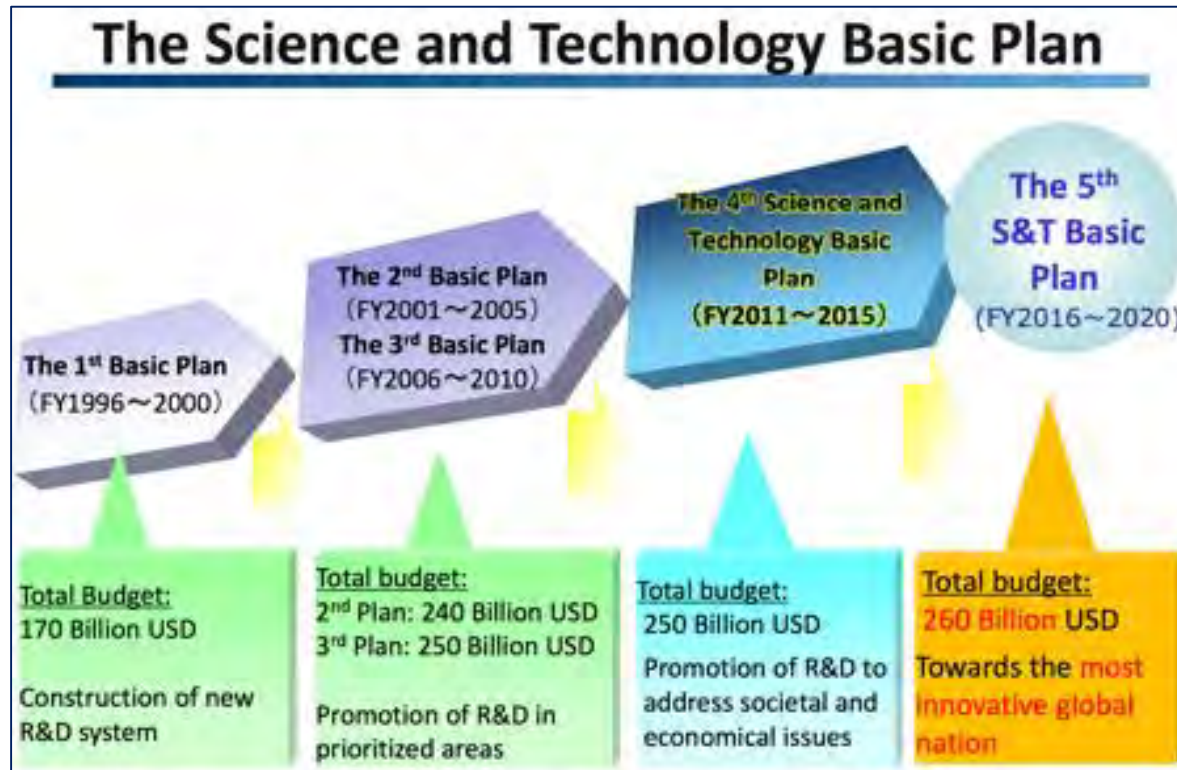 The Science and Technology Basic Plan
The 1st Basic Plan
(FY1996～2000)
The 2nd Basic Plan
(FY2001～2005)
The 3rd Basic Plan
(FY2006～2010)
The 4th Science and
Technology Basic
Plan
(FY2011～2015)
The 5th
S&T Basic
Plan
(FY2016～2020)
Total Budget:
170 Billion USD
Construction of new
R&D system
Total budget:
2nd Plan: 240 Billion USD
3rd Plan: 250 Billion USD
Promotion of R&D in
prioritized areas
Total budget:
250 Billion USD
Promotion of R&D to
address societal and
economical issues
Total budget:
260 Billion USD
Towards the most
innovative global
nation